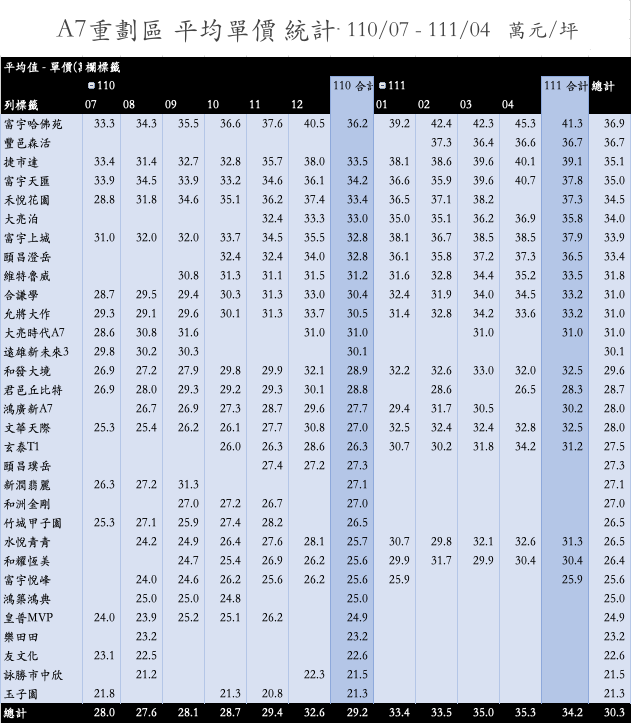 A7重劃區 平均單價 統計 110/07 - 111/04 萬元/坪
平均值 - 單價(萬 欄標籤
110 110 合計 111 111 合計 總計
列標籤 07 08 09 10 11 12 01 02 03 04
富宇哈佛苑 33.3 34.3 35.5 36.6 37.6 40.5 36.2 39.2 42.4 42.3 45.3 41.3 36.9
豐邑森活 37.3 36.4 36.6 36.7 36.7
捷市達 33.4 31.4 32.7 32.8 35.7 38.0 33.5 38.1 38.6 39.6 40.1 39.1 35.1
富宇天匯 33.9 34.5 33.9 33.2 34.6 36.1 34.2 36.6 35.9 39.6 40.7 37.8 35.0
禾悅花園 28.8 31.8 34.6 35.1 36.2 37.4 33.4 36.5 37.1 38.2 37.3 34.5
大亮泊 32.4 33.3 33.0 35.0 35.1 36.2 36.9 35.8 34.0
富宇上城 31.0 32.0 32.0 33.7 34.5 35.5 32.8 38.1 36.7 38.5 38.5 37.9 33.9
頤昌澄岳 32.4 32.4 34.0 32.8 36.1 35.8 37.2 37.3 36.5 33.4
維特魯威 30.8 31.3 31.1 31.5 31.2 31.6 32.8 34.4 35.2 33.5 31.8
合謙學 28.7 29.5 29.4 30.3 31.3 33.0 30.4 32.4 31.9 34.0 34.5 33.2 31.0
允將大作 29.3 29.1 29.6 30.1 31.3 33.7 30.5 31.4 32.8 34.2 33.6 33.2 31.0
大亮時代A7 28.6 30.8 31.6 31.0 31.0 31.0 31.0 31.0
遠雄新未來3 29.8 30.2 30.3 30.1 30.1
和發大境 26.9 27.2 27.9 29.8 29.9 32.1 28.9 32.2 32.6 33.0 32.0 32.5 29.6
君邑丘比特 26.9 28.0 29.3 29.2 29.3 30.1 28.8 28.6 26.5 28.3 28.7
鴻廣新A7 26.7 26.9 27.3 28.7 29.6 27.7 29.4 31.7 30.5 30.2 28.0
文華天際 25.3 25.4 26.2 26.1 27.7 30.8 27.0 32.5 32.4 32.4 32.8 32.5 28.0
玄泰T1 26.0 26.3 28.6 26.3 30.7 30.2 31.8 34.2 31.2 27.5
頤昌璞岳 27.4 27.2 27.3 27.3
新潤翡麗 26.3 27.2 31.3 27.1 27.1
和洲金剛 27.0 27.2 26.7 27.0 27.0
竹城甲子園 25.3 27.1 25.9 27.4 28.2 26.5 26.5
水悅青青 24.2 24.9 26.4 27.6 28.1 25.7 30.7 29.8 32.1 32.6 31.3 26.5
和耀恆美 24.7 25.4 26.9 26.2 25.6 29.9 31.7 29.9 30.4 30.4 26.4
富宇悅峰 24.0 24.6 26.2 25.6 26.2 25.6 25.9 25.9 25.6
鴻築鴻典 25.0 25.0 24.8 25.0 25.0
皇普MVP 24.0 23.9 25.2 25.1 26.2 24.9 24.9
樂田田 23.2 23.2 23.2
友文化 23.1 22.5 22.6 22.6
詠勝市中欣 21.2 22.3 21.5 21.5
玉子園 21.8 21.3 20.8 21.3 21.3
總計 28.0 27.6 28.1 28.7 29.4 32.6 29.2 33.4 33.5 35.0 35.3 34.2 30.3